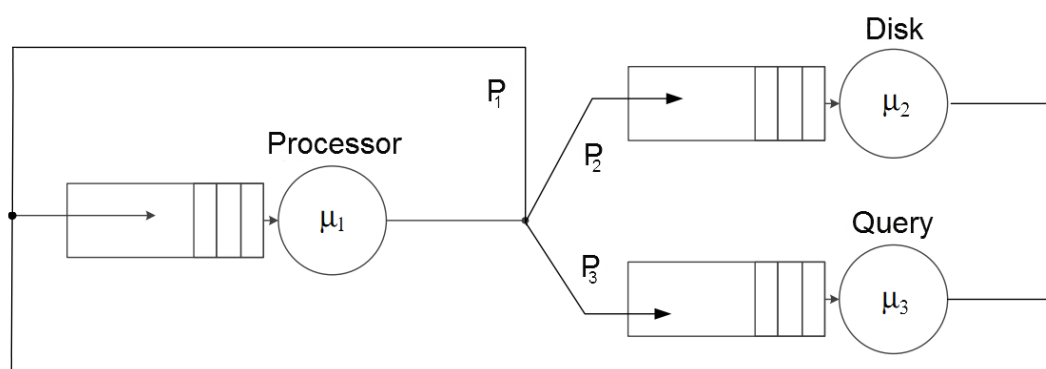 Disk
P₁
μ₂
Processor
P₂
μ₁
Query
P₃
μ₃